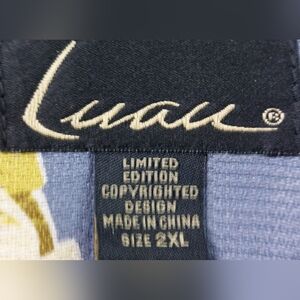 Luau®
LIMITED
EDITION
COPYRIGHTED
DESIGN
MADE IN CHINA
SIZE 2XL